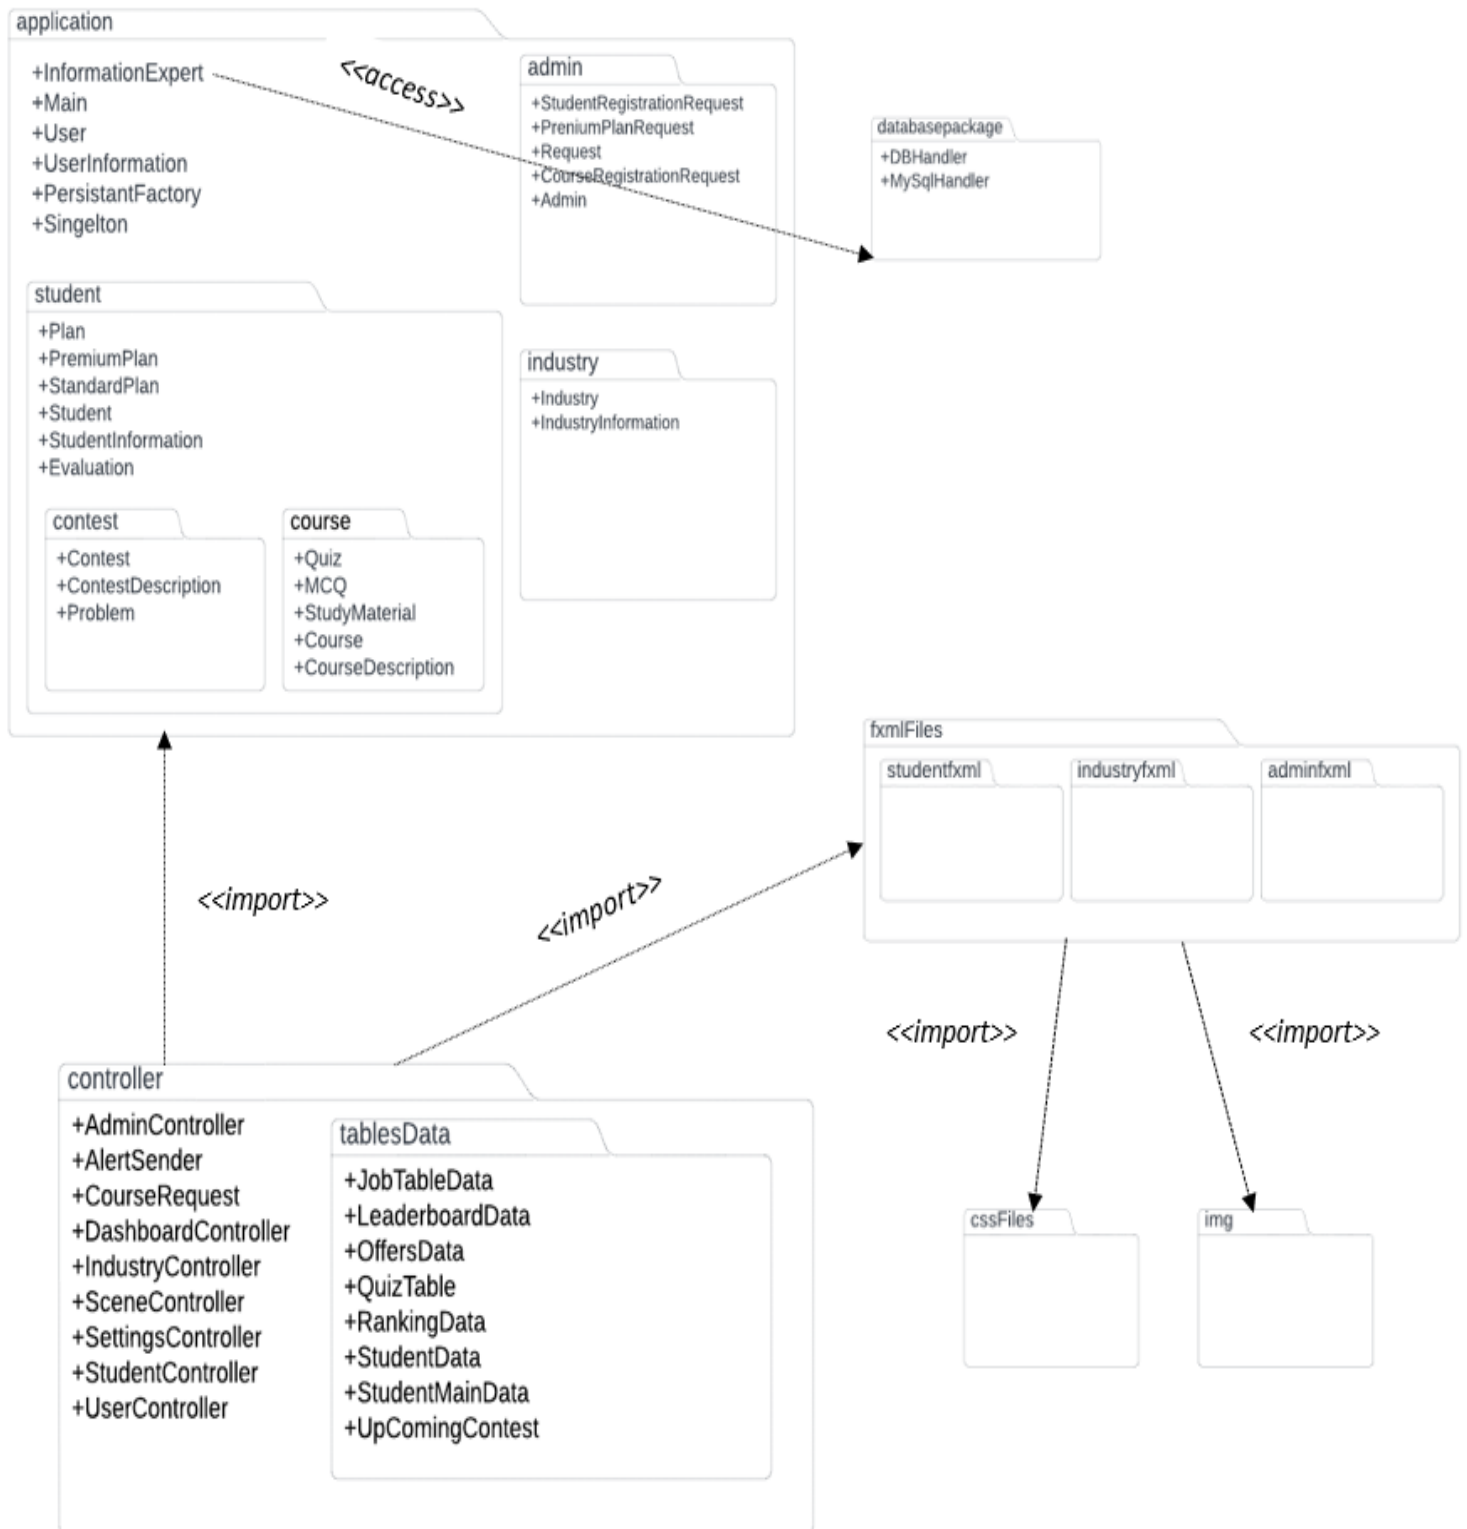 application
+InformationExpert
+Main
+User
+UserInformation
+PersistantFactory
+Singelton
<<access>>
admin
+StudentRegistrationRequest
+PreniumPlanRequest
+Request
+CourseRegistrationRequest
+Admin
databasepackage
+DBHandler
+MySqlHandler
student
+Plan
+PremiumPlan
+StandardPlan
+Student
+StudentInformation
+Evaluation
industry
+Industry
+IndustryInformation
contest
+Contest
+ContestDescription
+Problem
course
+Quiz
+MCQ
+StudyMaterial
+Course
+CourseDescription
fxmlFiles
studentfxml
industryfxml
adminfxml
<<import>>
<<import>>
<<import>>
<<import>>
controller
+AdminController
+AlertSender
+CourseRequest
+DashboardController
+IndustryController
+SceneController
+SettingsController
+StudentController
+UserController
tablesData
+JobTableData
+LeaderboardData
+OffersData
+QuizTable
+RankingData
+StudentData
+StudentMainData
+UpComingContest
cssFiles
img